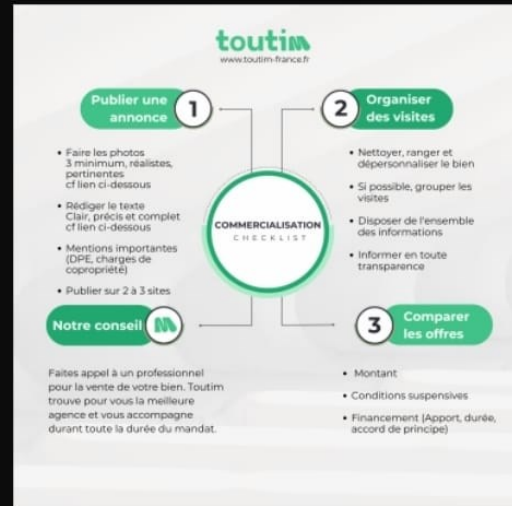 toutim
www.toutim-france.fr
Publier une
annonce
1
• Faire les photos
3 minimum, réalistes,
pertinentes
cf lien ci-dessous
• Rédiger le texte
Clair, précis et complet
cf lien ci-dessous
• Mentions importantes
(DPE, charges de
copropriété)
• Publier sur 2 à 3 sites
2
Organiser
des visites
• Nettoyer, ranger et
dépersonnaliser le bien
• Si possible, grouper les
visites
• Disposer de l'ensemble
des informations
• Informer en toute
transparence
COMMERCIALISATION
CHECKLIST
Notre conseil
Faites appel à un professionnel
pour la vente de votre bien. Toutim
trouve pour vous la meilleure
agence et vous accompagne
durant toute la durée du mandat.
3
Comparer
les offres
• Montant
• Conditions suspensives
• Financement (Apport, durée,
accord de principe)